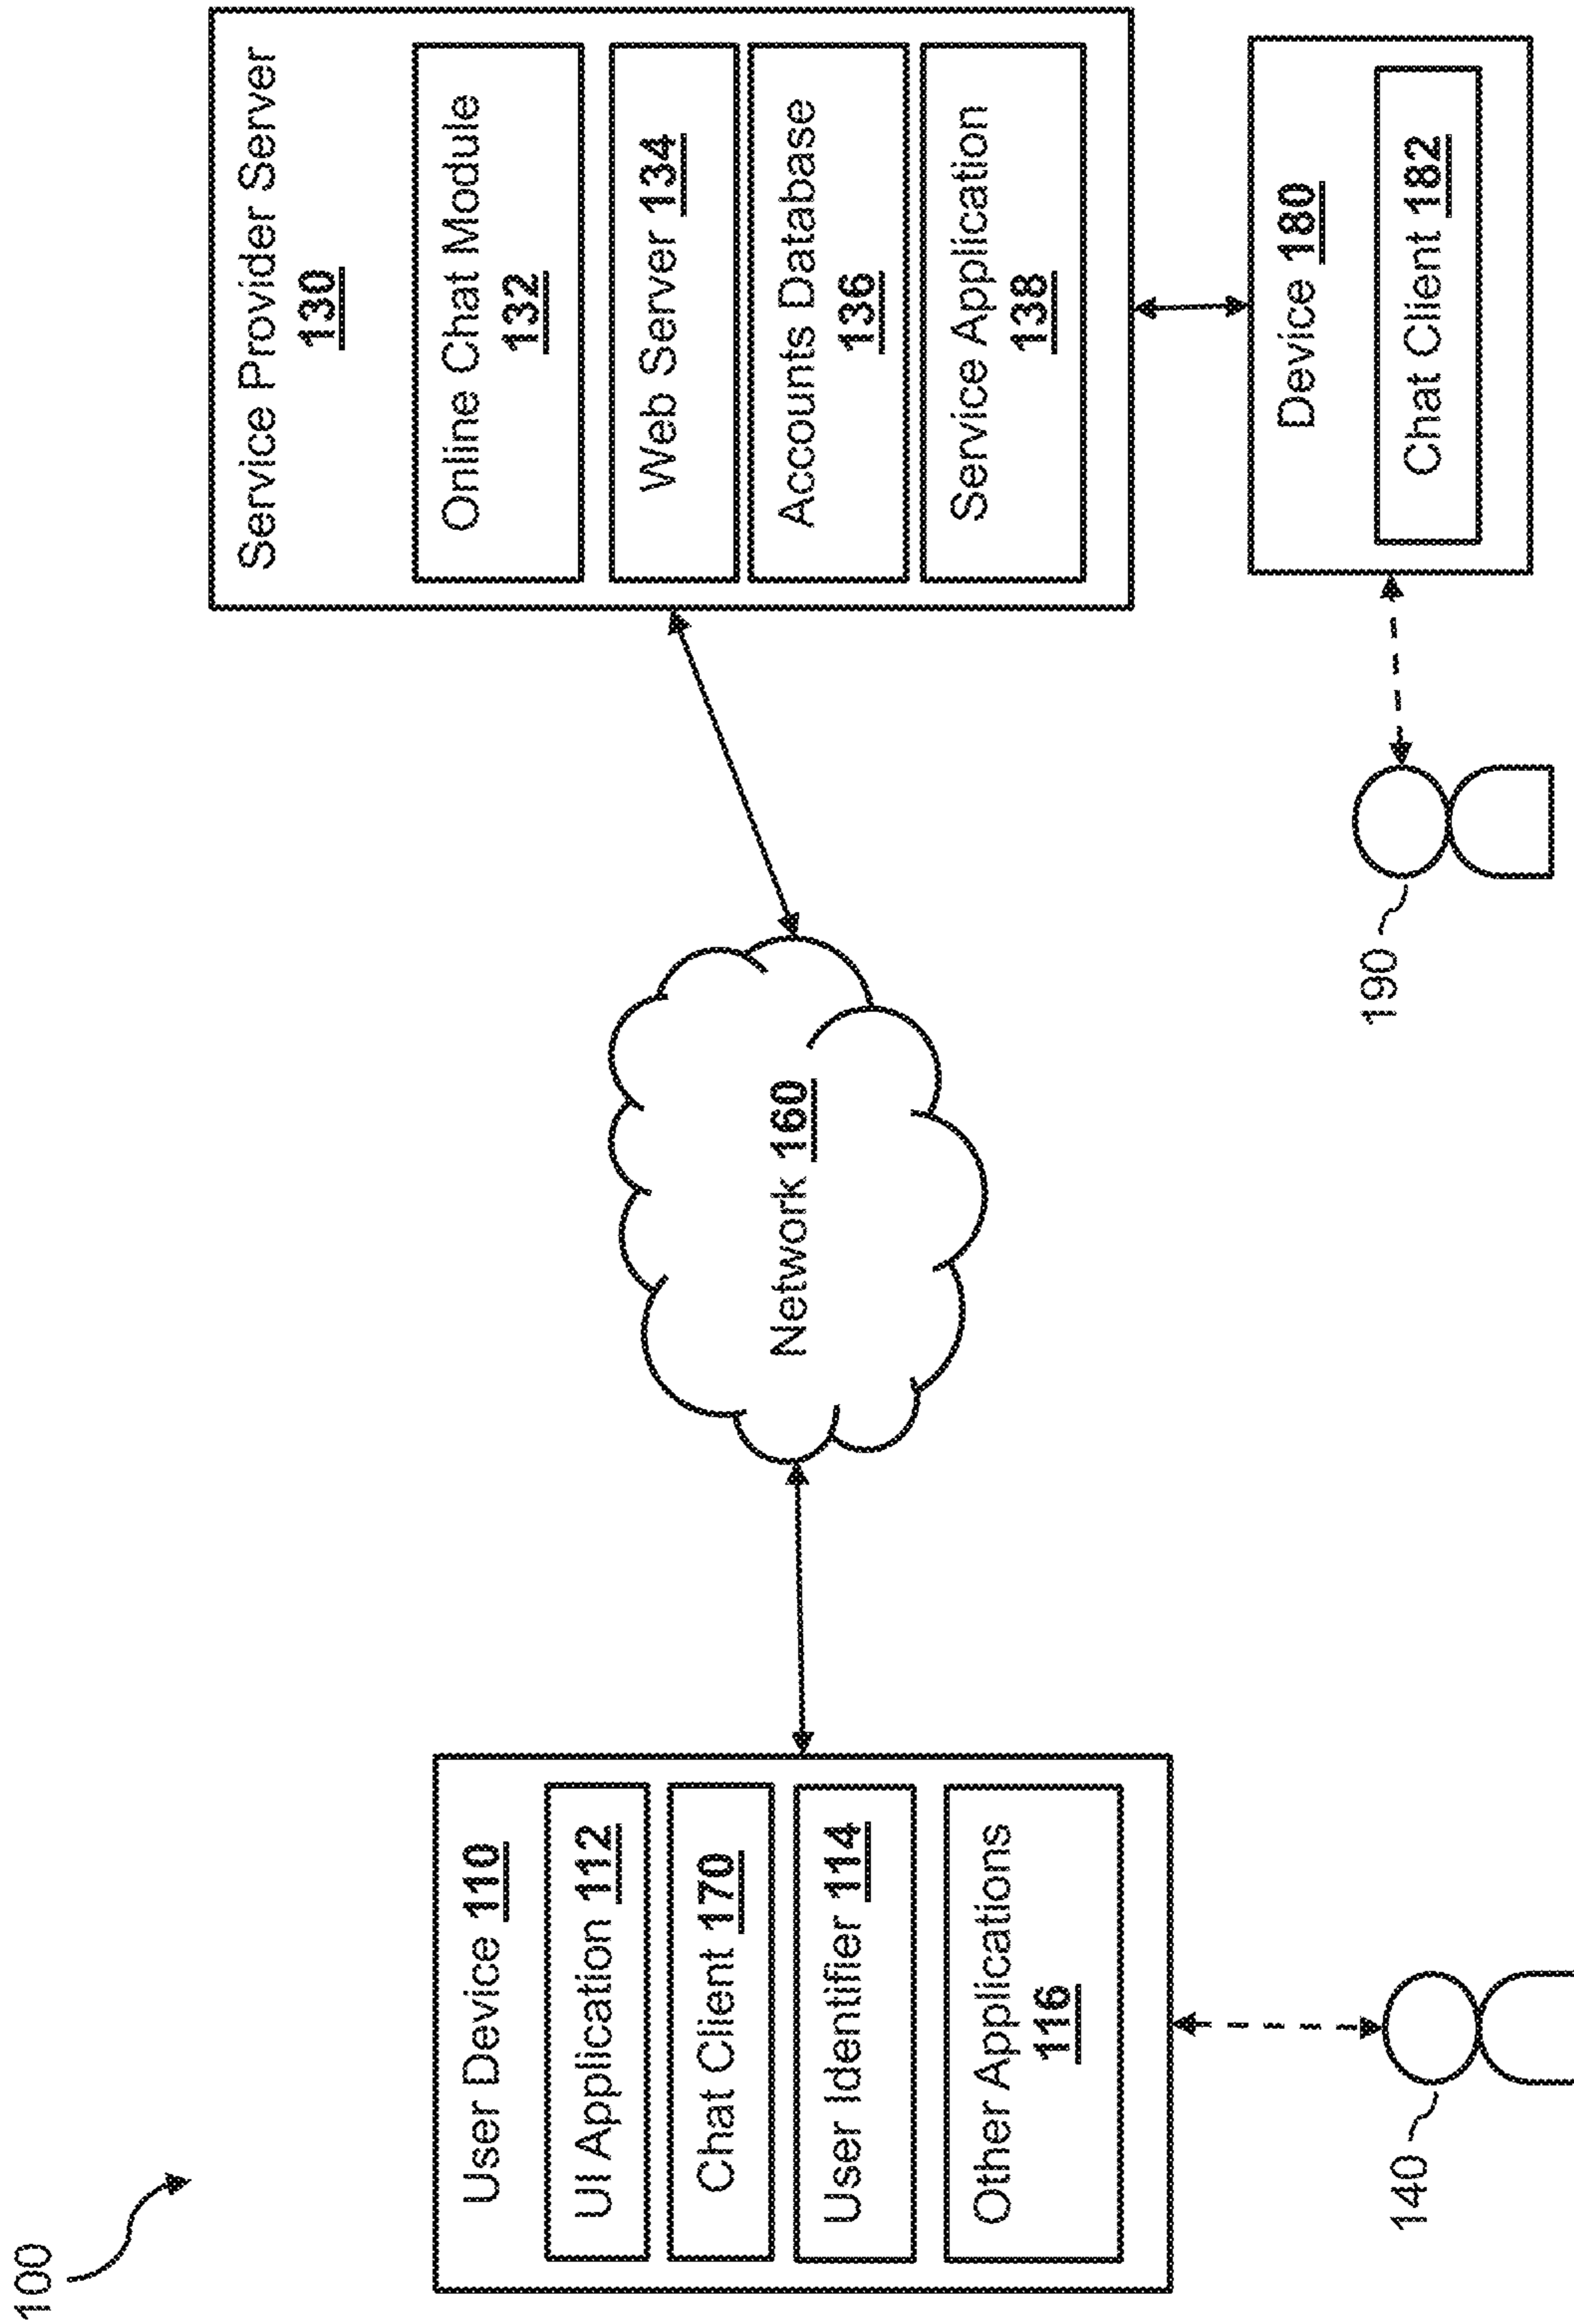 100
User Device 110
UI Application 112
Chat Client 170
User Identifier 114
Other Applications
116
140
Network 160
Service Provider Server
130
Online Chat Module
132
Web Server 134
Accounts Database
136
Service Application
138
Device 180
Chat Client 182
190